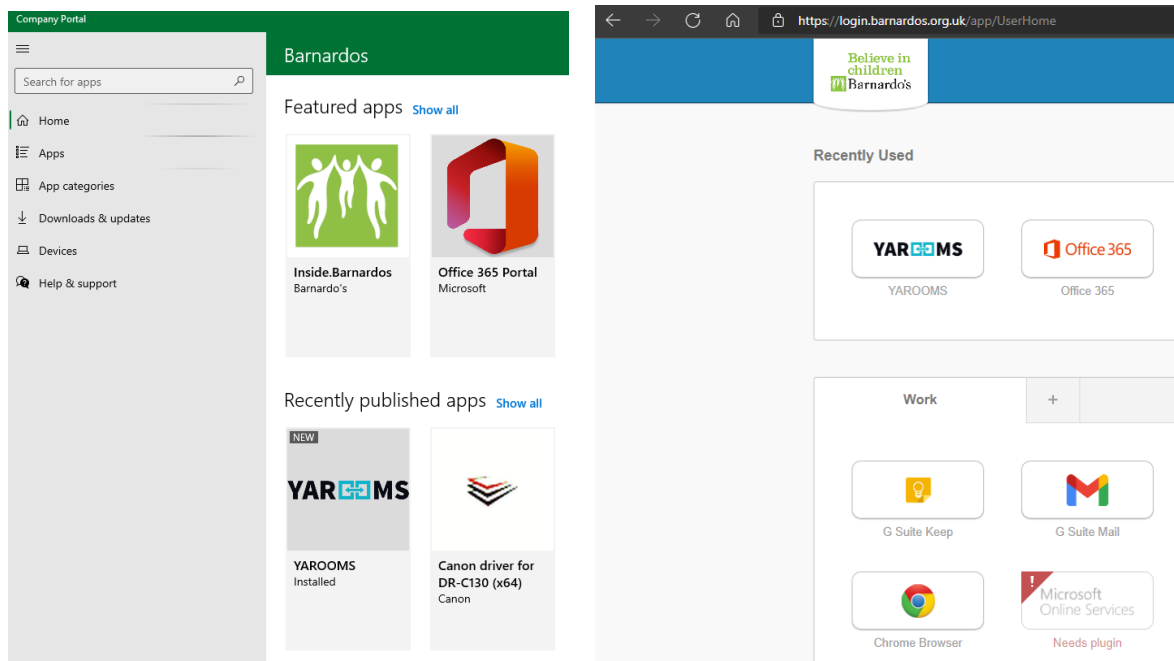 Company Portal
Search for apps
Home
Apps
App categories
Downloads & updates
Devices
Help & support
Barnardos
Featured apps Show all
Inside.Barnardos
Barnardo's
Office 365 Portal
Microsoft
Recently published apps Show all
NEW
YAROOMS
YAROOMS
Installed
Canon driver for
DR-C130 (x64)
Canon
https://login.barnardos.org.uk/app/UserHome
Believe in
children
Barnardo's
Recently Used
YAROOMS
YAROOMS
Office 365
Office 365
Work
+
G Suite Keep
G Suite Mail
Chrome Browser
!
Microsoft
Online Services
Needs plugin